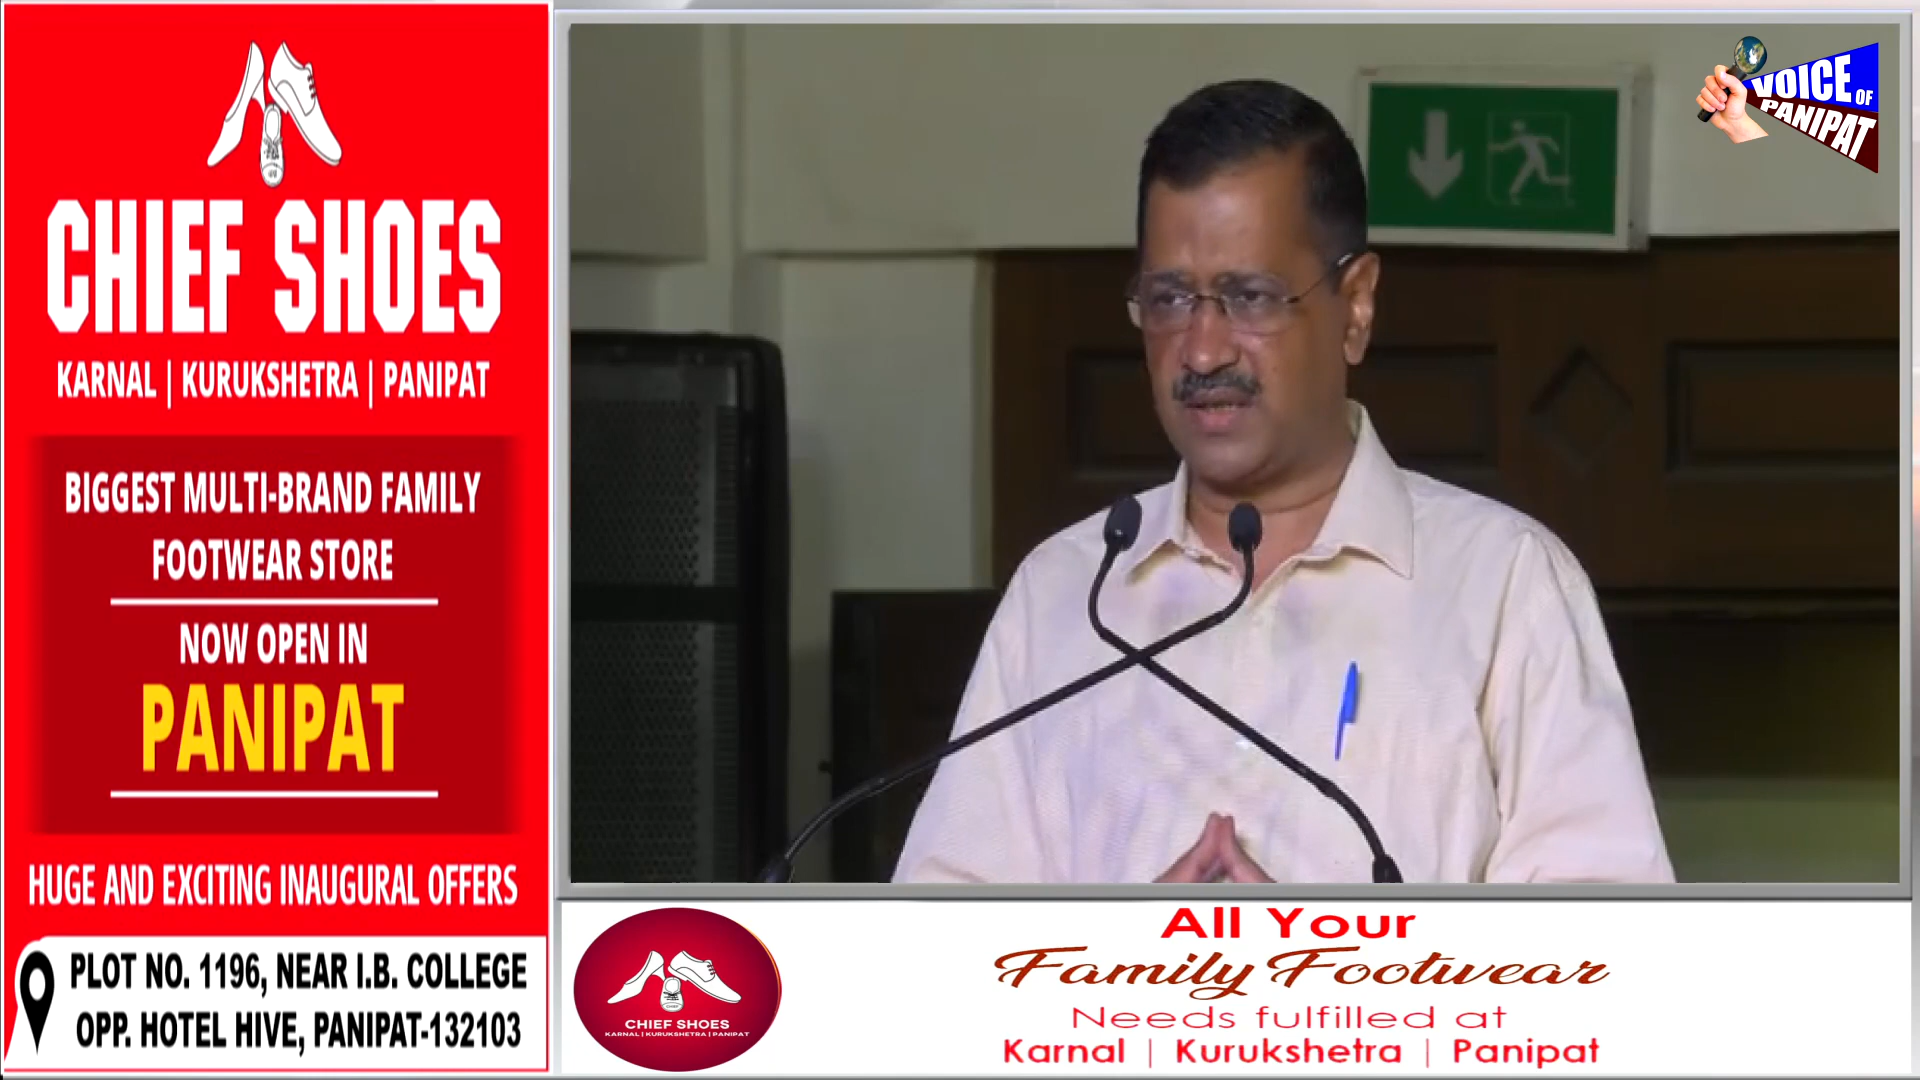 CHIEF SHOES
KARNAL | KURUKSHETRA | PANIPAT
BIGGEST MULTI-BRAND FAMILY
FOOTWEAR STORE
NOW OPEN IN
PANIPAT
HUGE AND EXCITING INAUGURAL OFFERS
PLOT NO. 1196, NEAR I.B. COLLEGE
OPP. HOTEL HIVE, PANIPAT-132103
VOICE OF
PANIPAT
CHIEF SHOES
KARNAL | KURUKSHETRA | PANIPAT
All Your
Family Footwear
Needs fulfilled at
Karnal | Kurukshetra | Panipat